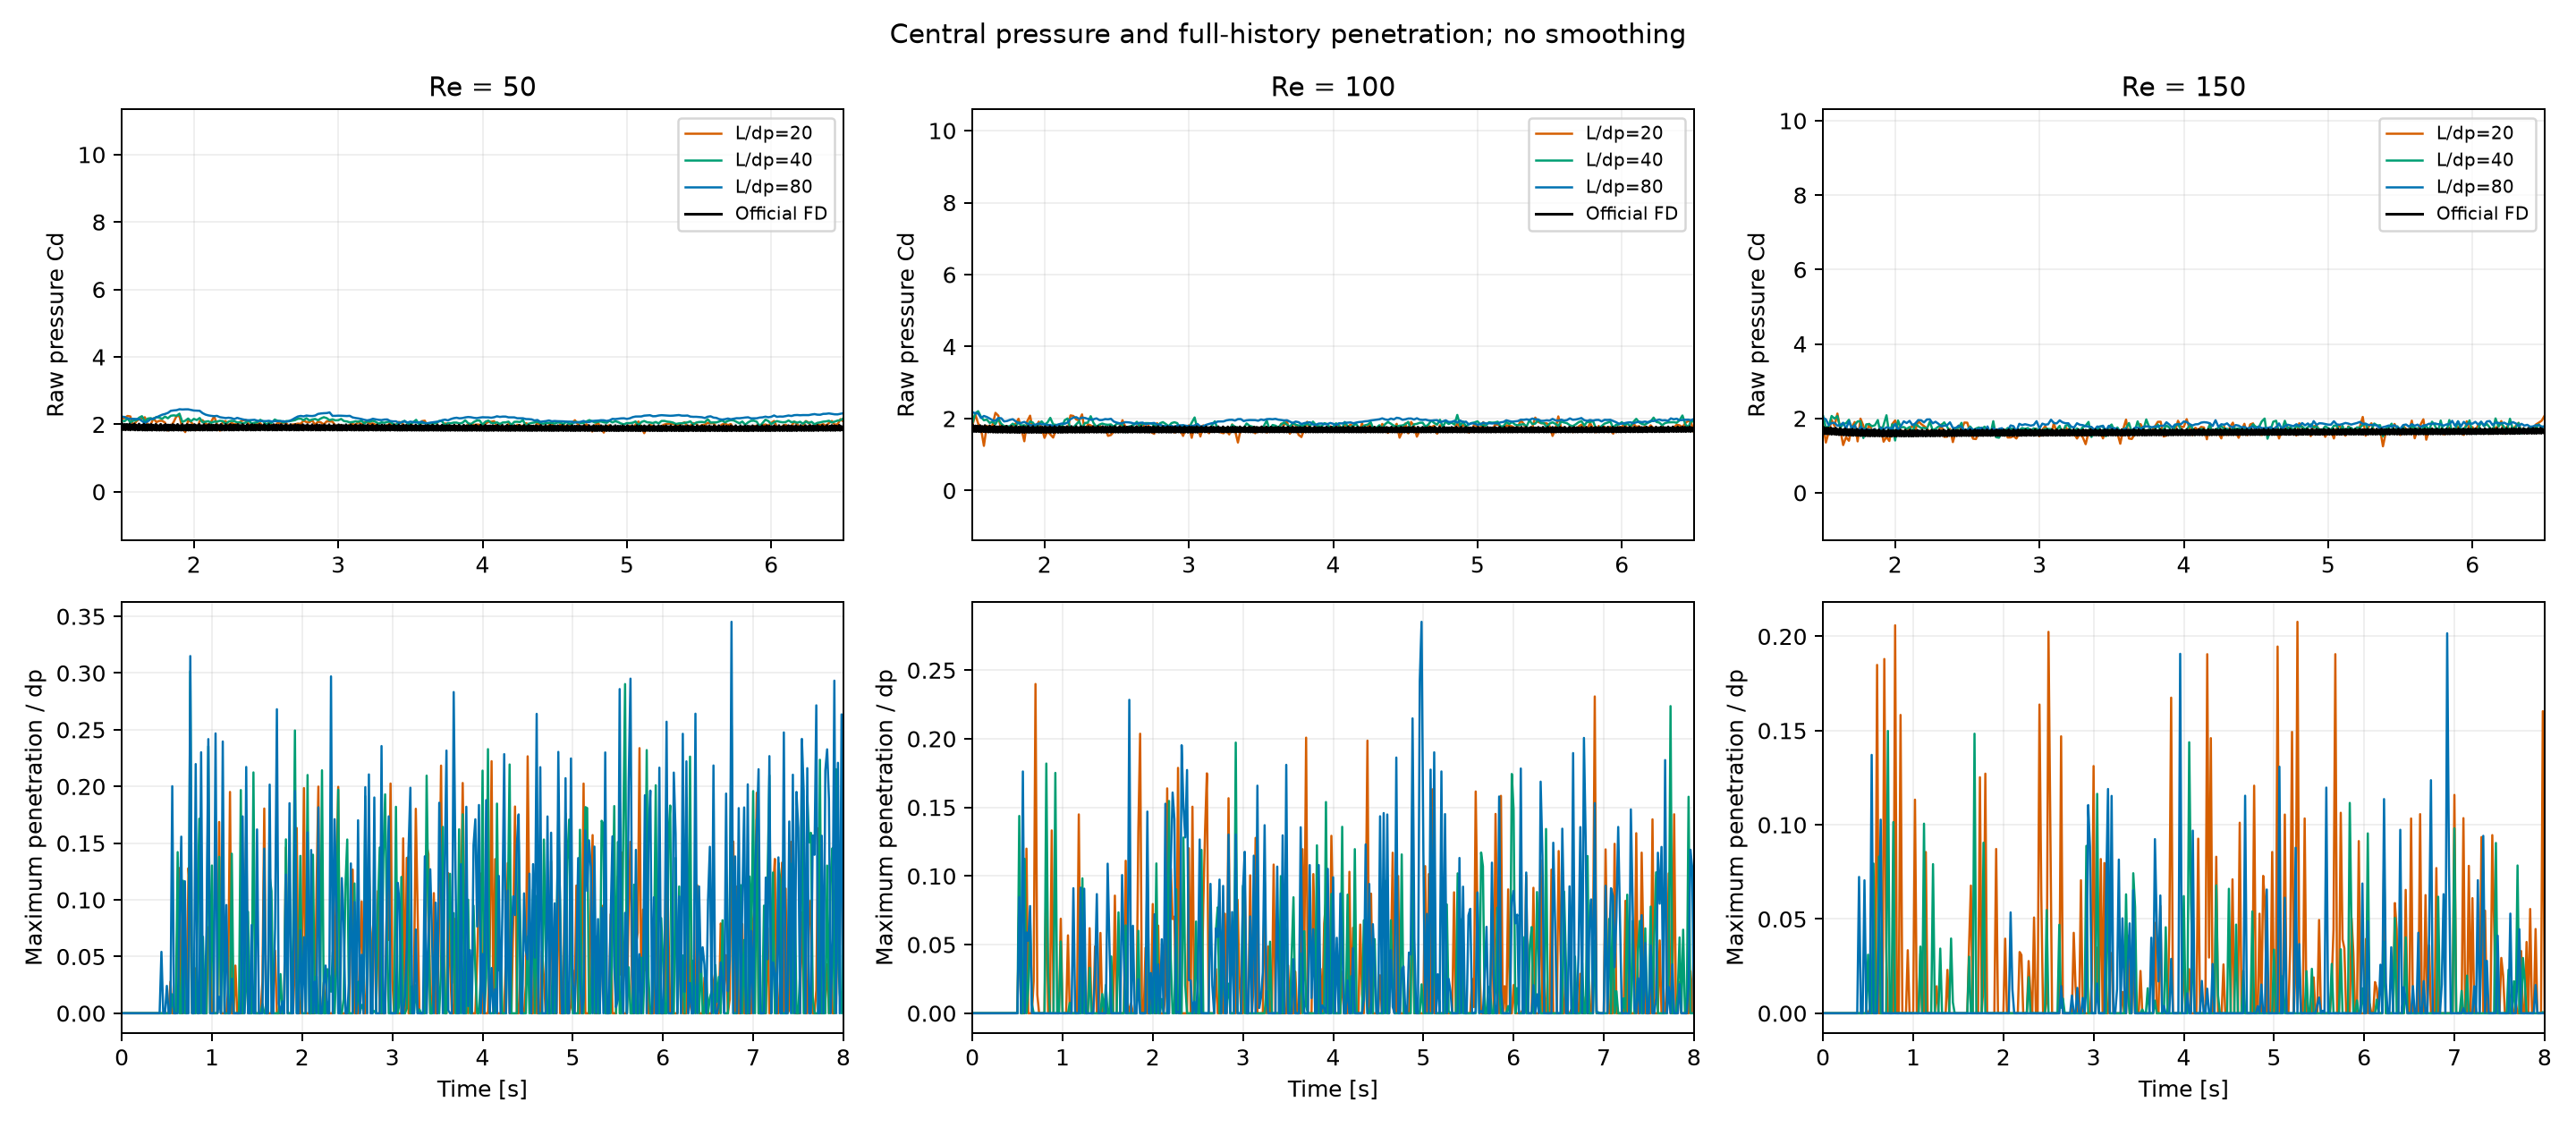 Central pressure and full-history penetration; no smoothing
Re = 50
Re = 100
Re = 150
Raw pressure Cd
10
8
6
4
2
0
L/dp=20
L/dp=40
L/dp=80
Official FD
2 3 4 5 6
Raw pressure Cd
10
8
6
4
2
0
L/dp=20
L/dp=40
L/dp=80
Official FD
2 3 4 5 6
Raw pressure Cd
10
8
6
4
2
0
L/dp=20
L/dp=40
L/dp=80
Official FD
2 3 4 5 6
Maximum penetration / dp
0.35
0.30
0.25
0.20
0.15
0.10
0.05
0.00
0 1 2 3 4 5 6 7 8
Time [s]
Maximum penetration / dp
0.25
0.20
0.15
0.10
0.05
0.00
0 1 2 3 4 5 6 7 8
Time [s]
Maximum penetration / dp
0.20
0.15
0.10
0.05
0.00
0 1 2 3 4 5 6 7 8
Time [s]